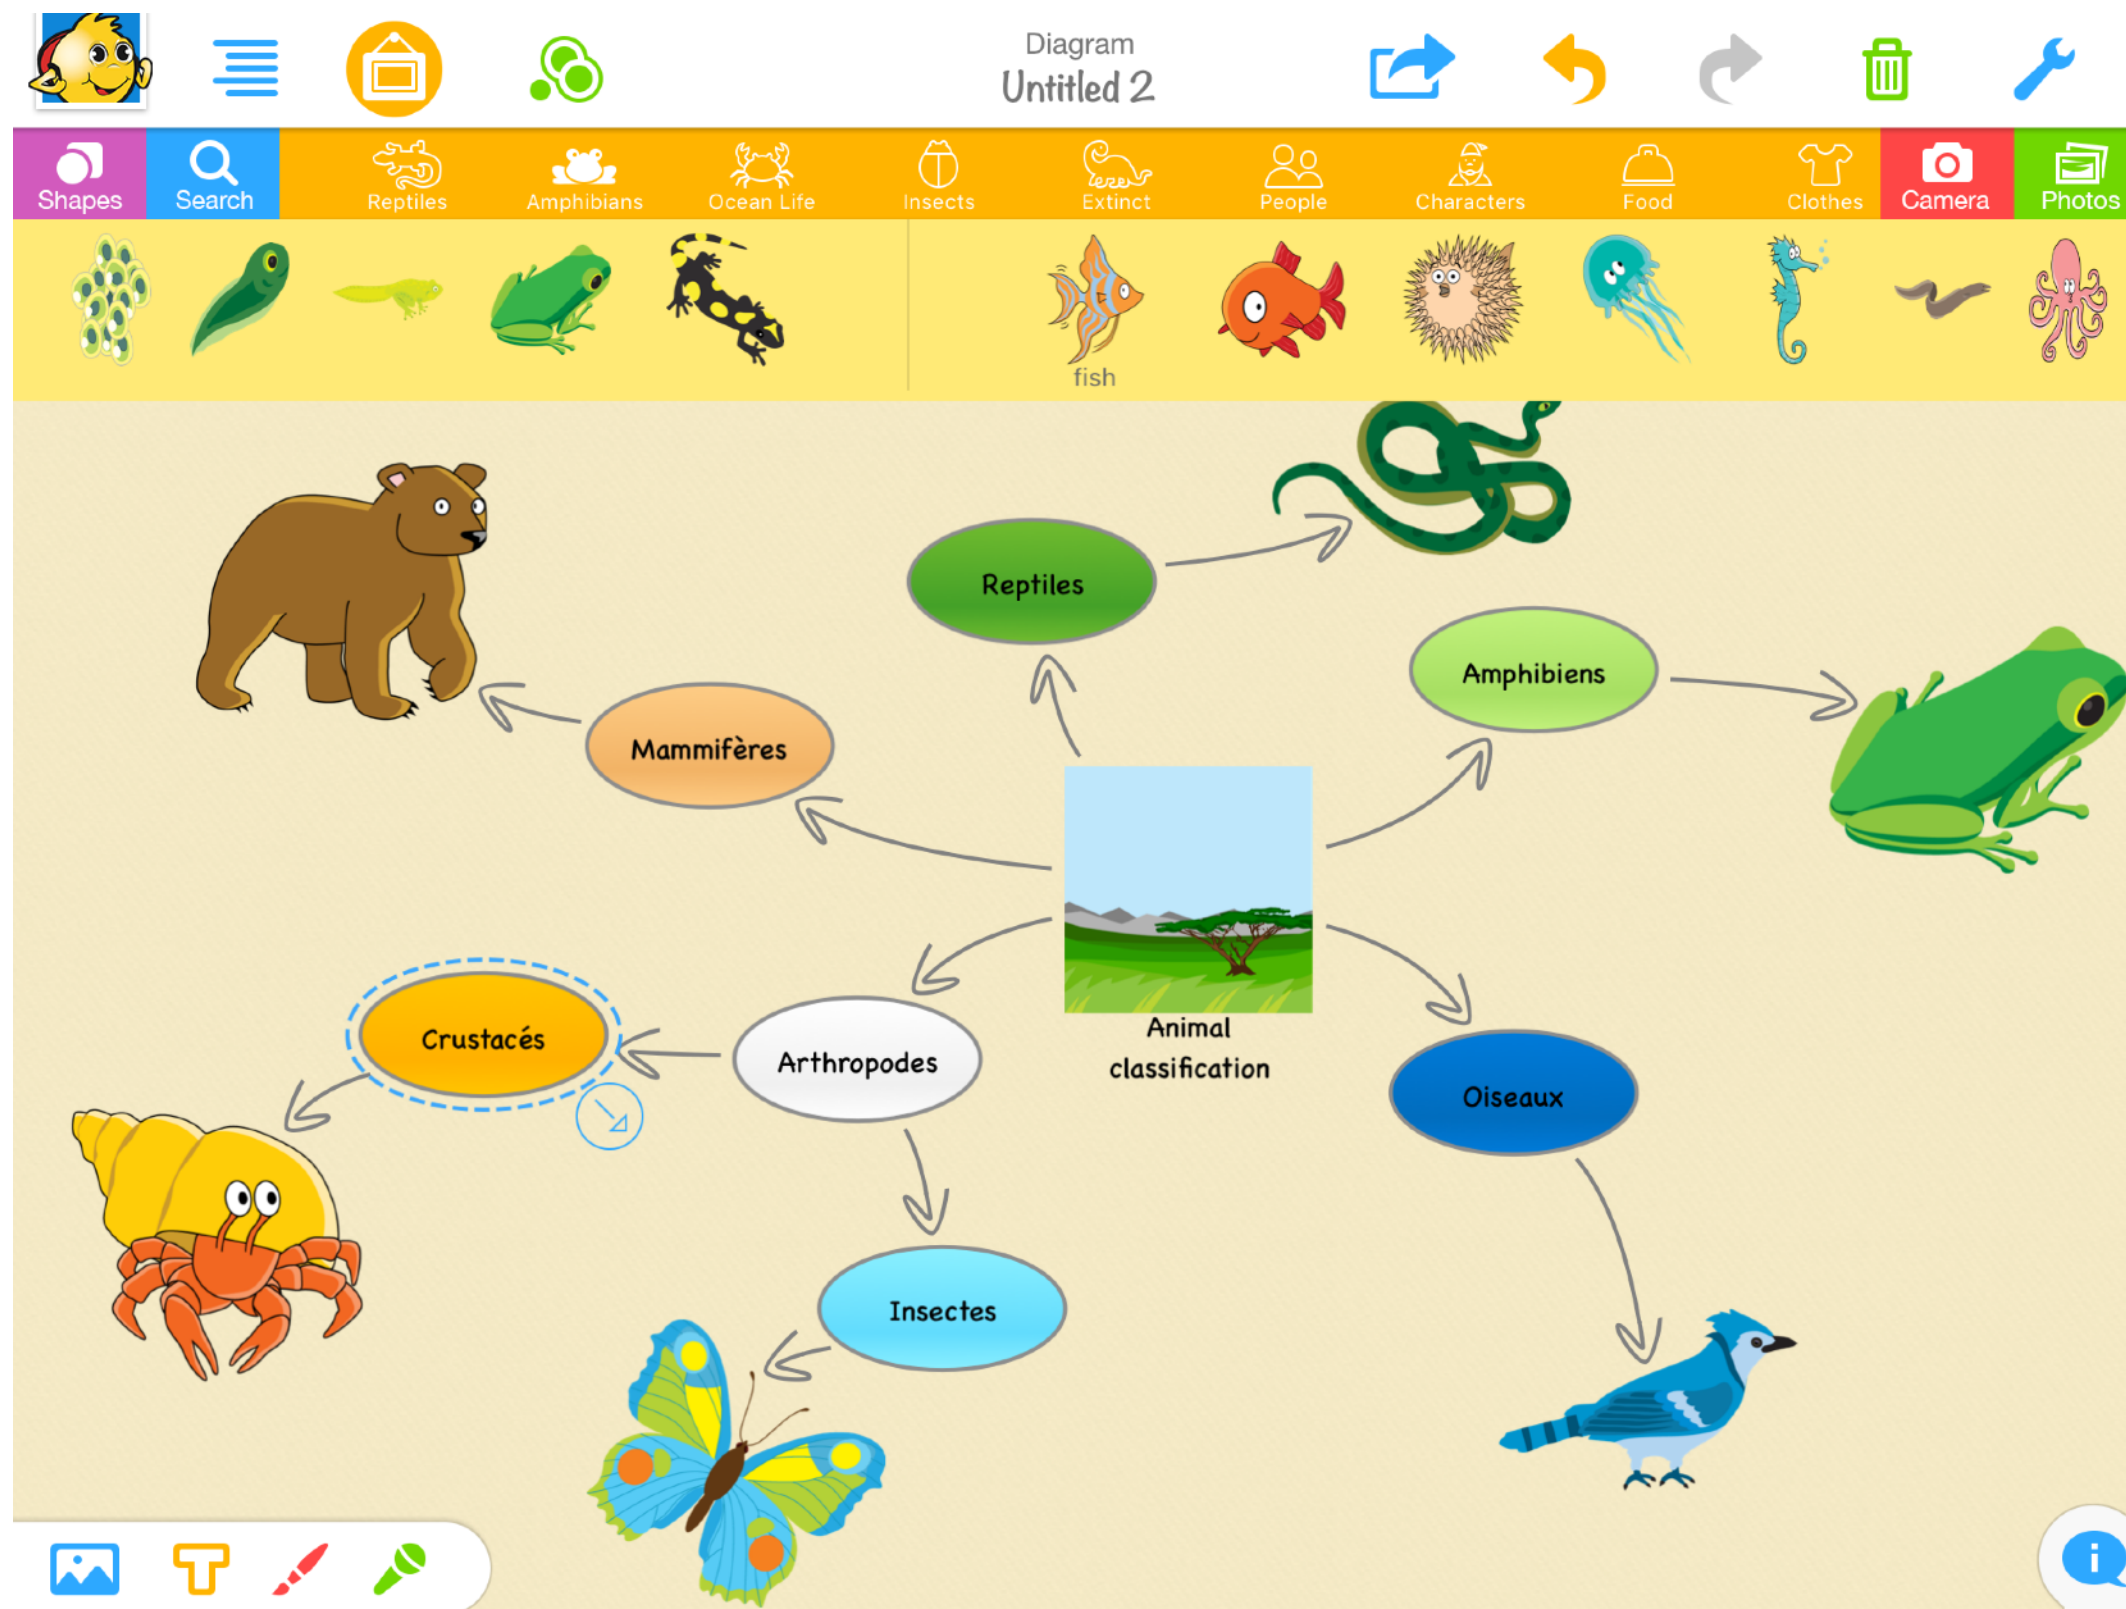 Diagram
Untitled 2
Shapes
Search
Reptiles
Amphibians
Ocean Life
Insects
Extinct
People
Characters
Food
Clothes
Camera
Photos
fish
Reptiles
Amphibiens
Mammifères
Animal
classification
Crustacés
Arthropodes
Oiseaux
Insectes